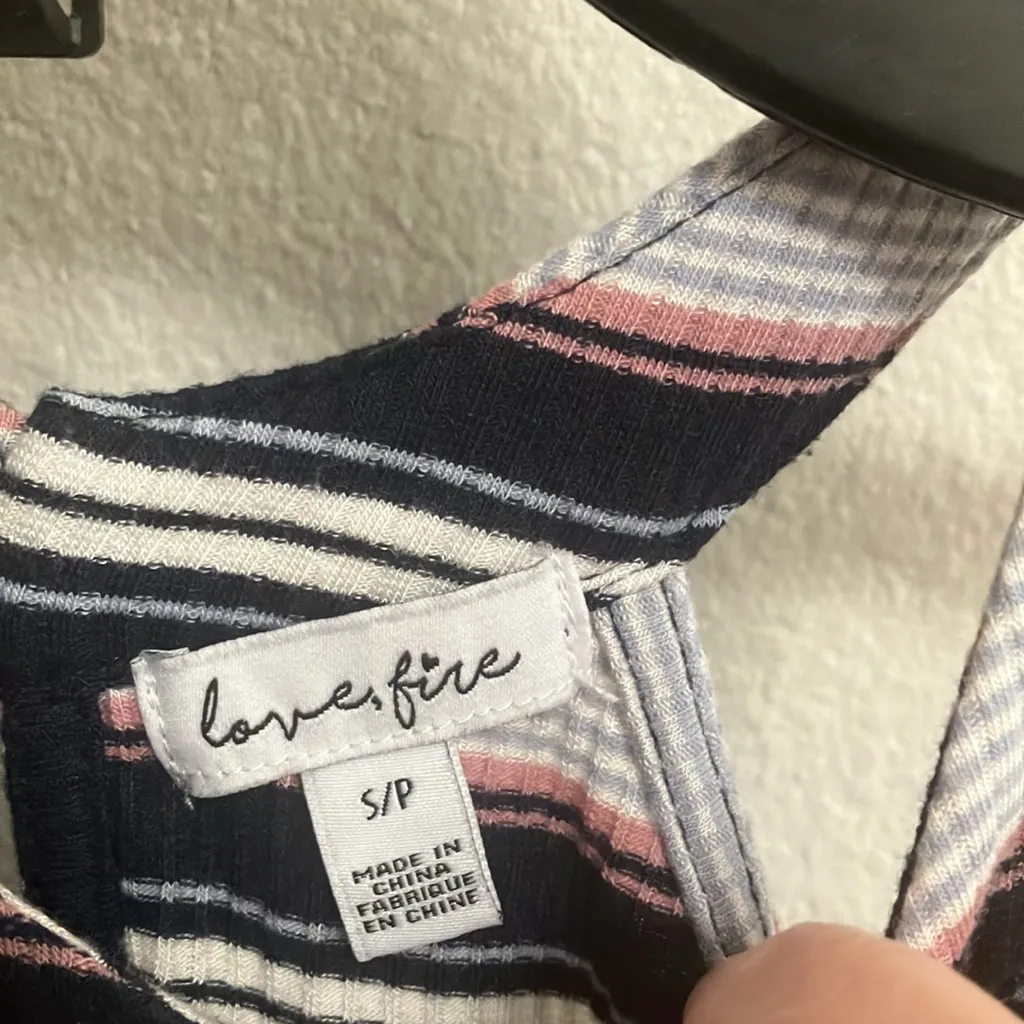 love, fire
S/P
MADE IN
CHINA
FABRIQUE
EN CHINE